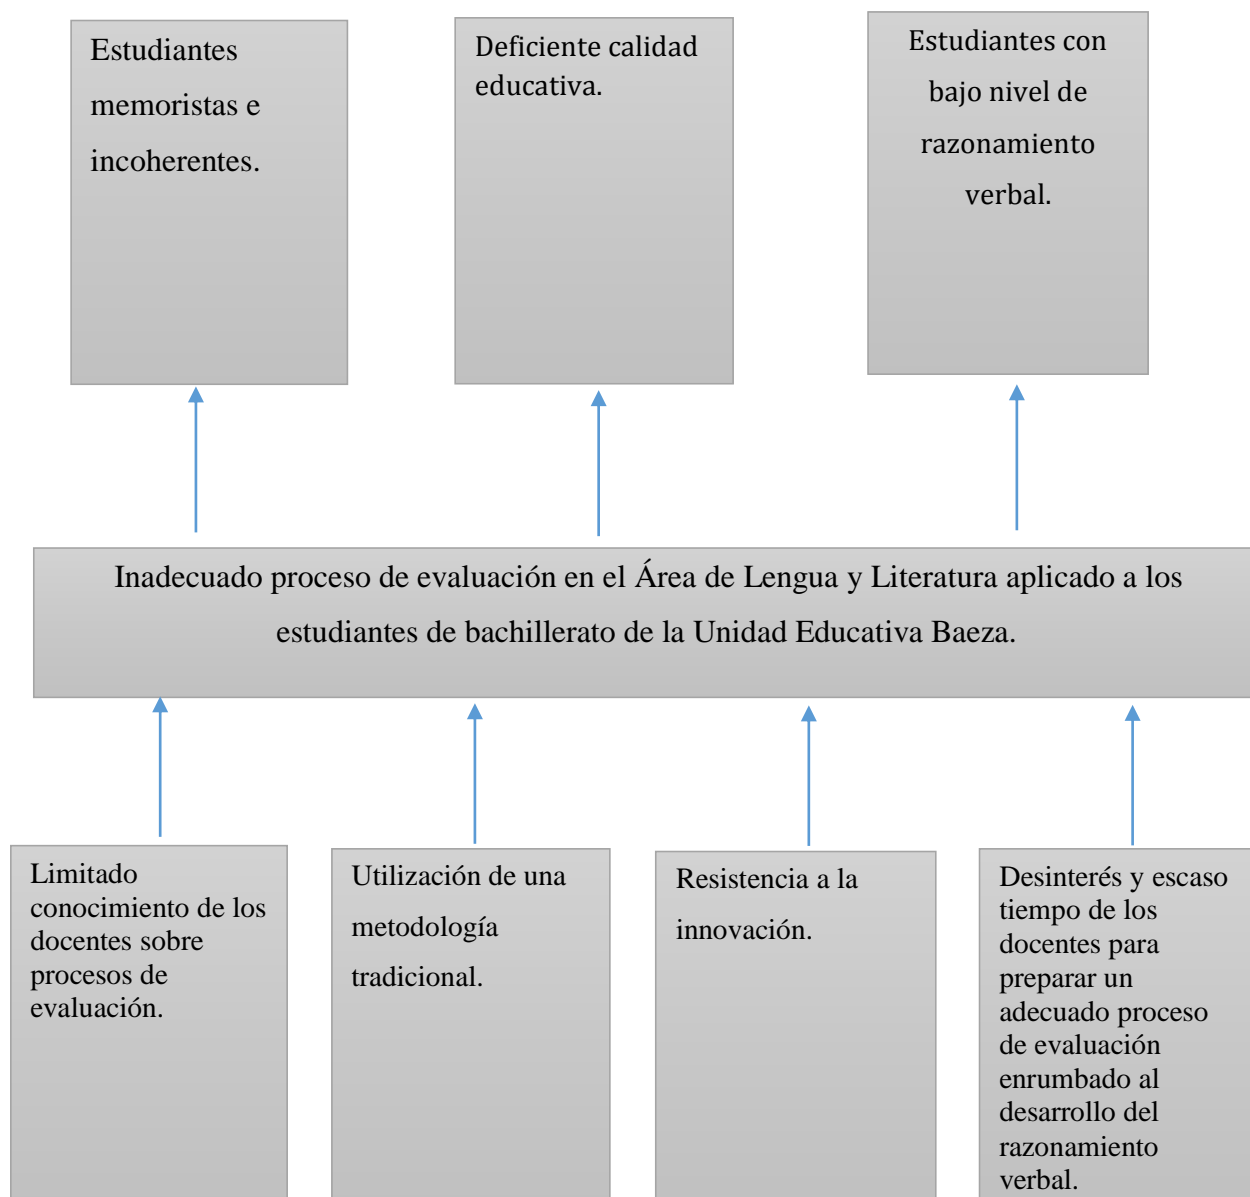 Estudiantes
memoristas e
incoherentes.
Deficiente calidad
educativa.
Estudiantes con
bajo nivel de
razonamiento
verbal.
Inadecuado proceso de evaluación en el Área de Lengua y Literatura aplicado a los
estudiantes de bachillerato de la Unidad Educativa Baeza.
Limitado
conocimiento de los
docentes sobre
procesos de
evaluación.
Utilización de una
metodología
tradicional.
Resistencia a la
innovación.
Desinterés y escaso
tiempo de los
docentes para
preparar un
adecuado proceso
de evaluación
enrumbado al
desarrollo del
razonamiento
verbal.